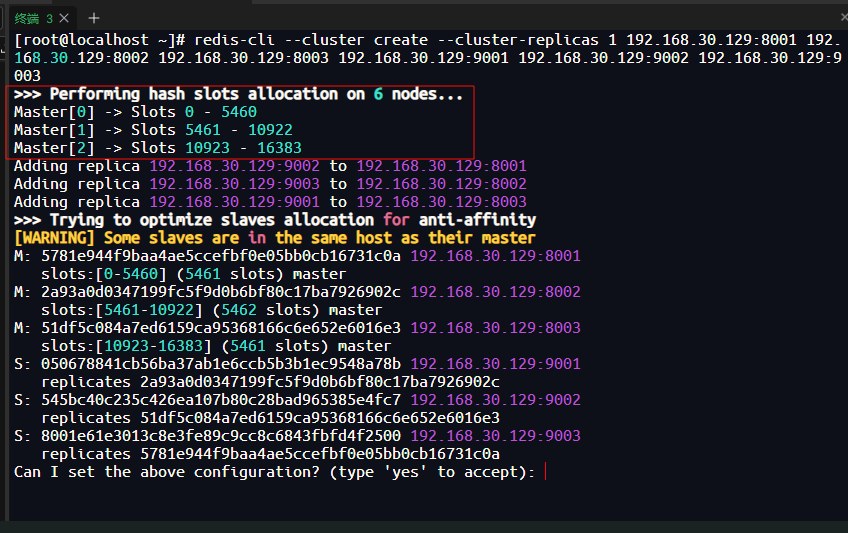 终端 3 × +
[root@localhost ~]# redis-cli --cluster create --cluster-replicas 1 192.168.30.129:8001 192.
168.30.129:8002 192.168.30.129:8003 192.168.30.129:9001 192.168.30.129:9002 192.168.30.129:9
003
>>> Performing hash slots allocation on 6 nodes...
Master[0] -> Slots 0 - 5460
Master[1] -> Slots 5461 - 10922
Master[2] -> Slots 10923 - 16383
Adding replica 192.168.30.129:9002 to 192.168.30.129:8001
Adding replica 192.168.30.129:9003 to 192.168.30.129:8002
Adding replica 192.168.30.129:9001 to 192.168.30.129:8003
>>> Trying to optimize slaves allocation for anti-affinity
[WARNING] Some slaves are in the same host as their master
M: 5781e944f9baa4ae5ccefbf0e05bb0cb16731c0a 192.168.30.129:8001
   slots:[0-5460] (5461 slots) master
M: 2a93a0d0347199fc5f9d0b6bf80c17ba7926902c 192.168.30.129:8002
   slots:[5461-10922] (5462 slots) master
M: 51df5c084a7ed6159ca95368166c6e652e6016e3 192.168.30.129:8003
   slots:[10923-16383] (5461 slots) master
S: 050678841cb56ba37ab1e6ccb5b3b1ec9548a78b 192.168.30.129:9001
   replicates 2a93a0d0347199fc5f9d0b6bf80c17ba7926902c
S: 545bc40c235c426ea107b80c28bad965385e4fc7 192.168.30.129:9002
   replicates 51df5c084a7ed6159ca95368166c6e652e6016e3
S: 8001e61e3013c8e3fe89c9cc8c6843fbfd4f2500 192.168.30.129:9003
   replicates 5781e944f9baa4ae5ccefbf0e05bb0cb16731c0a
Can I set the above configuration? (type 'yes' to accept):